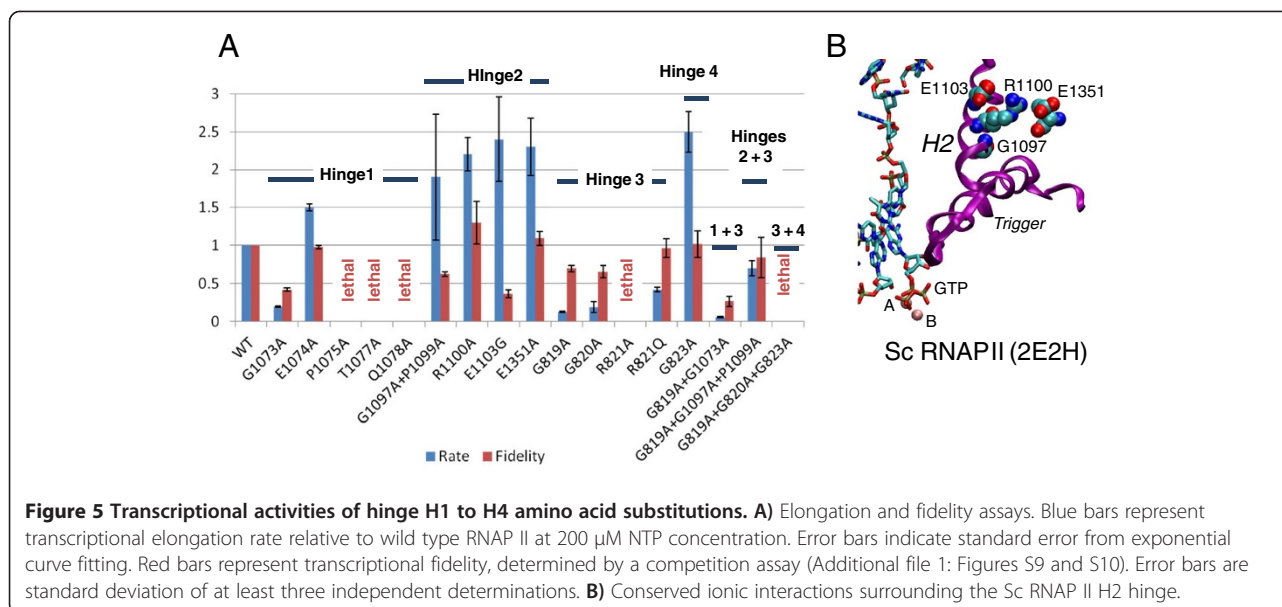 A
HInge2
Hinge 4
Hinges
2 + 3
Hinge1
Hinge 3
1 + 3
3 + 4
3
2.5
2
1.5
1
0.5
0
lethal
lethal
lethal
lethal
lethal
WT
G1073A
E1074A
P1075A
T1077A
Q1078A
G1097A+P1099A
R1100A
E1103G
E1351A
G819A
G820A
R821A
R821Q
G823A
G819A+G1073A
G819A+G1097A+P1099A
G819A+G820A+G823A
Rate Fidelity
B
E1103
R1100
E1351
H2
G1097
Trigger
GTP
A
B
Sc RNAPII (2E2H)
Figure 5 Transcriptional activities of hinge H1 to H4 amino acid substitutions. A) Elongation and fidelity assays. Blue bars represent
transcriptional elongation rate relative to wild type RNAP II at 200 μM NTP concentration. Error bars indicate standard error from exponential
curve fitting. Red bars represent transcriptional fidelity, determined by a competition assay (Additional file 1: Figures S9 and S10). Error bars are
standard deviation of at least three independent determinations. B) Conserved ionic interactions surrounding the Sc RNAP II H2 hinge.